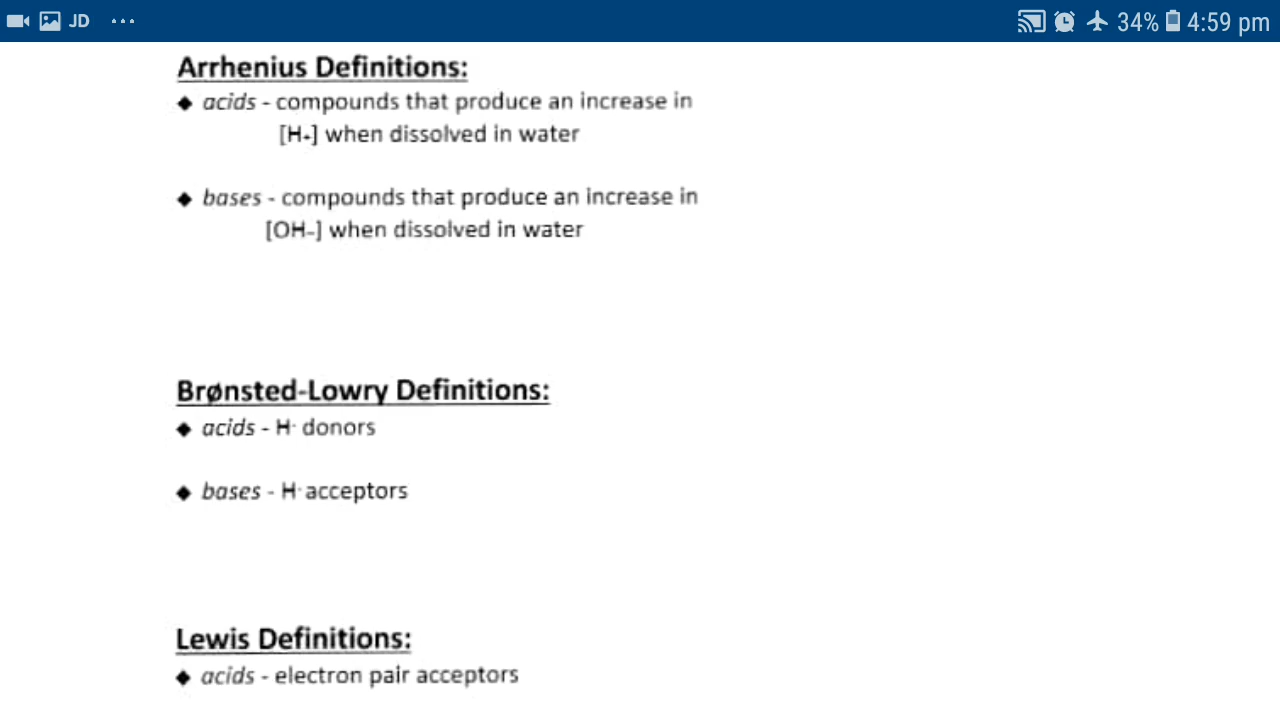 JD ...
34% 4:59 pm
Arrhenius Definitions:
◆ acids - compounds that produce an increase in
[H+] when dissolved in water
◆ bases - compounds that produce an increase in
[OH-] when dissolved in water
Brønsted-Lowry Definitions:
◆ acids - H· donors
◆ bases - H· acceptors
Lewis Definitions:
◆ acids - electron pair acceptors